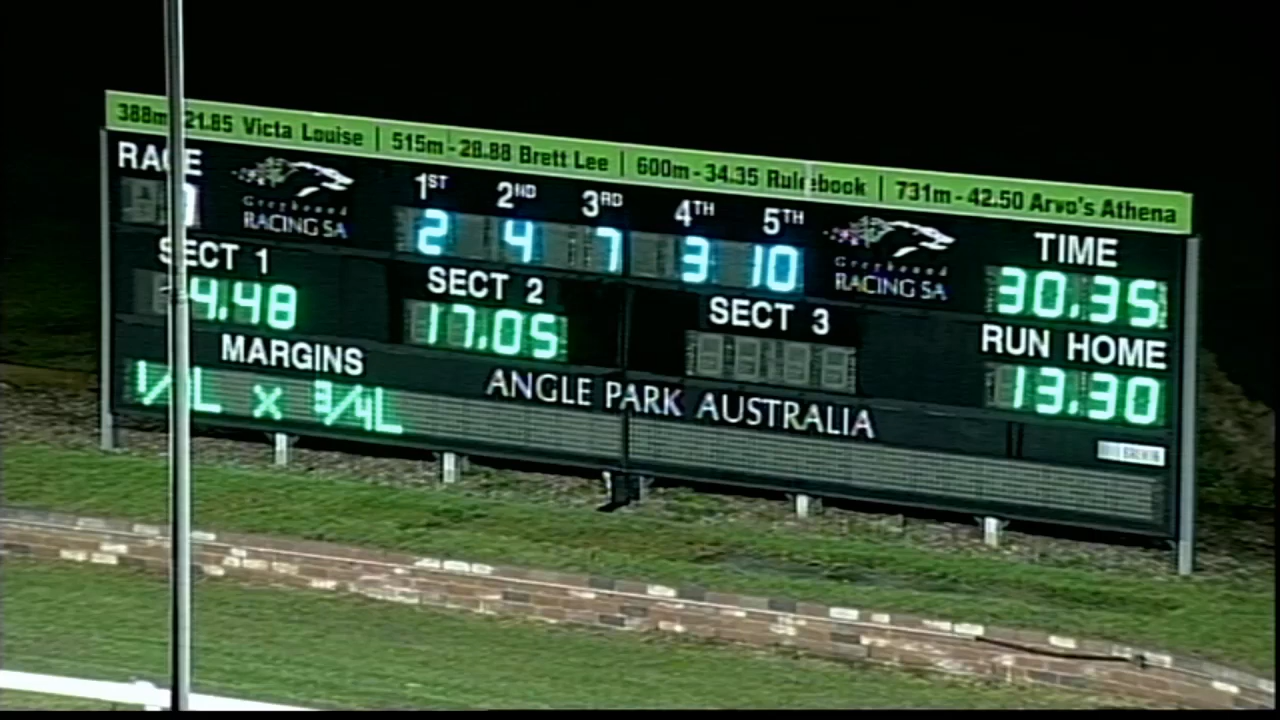 388m 21.85 Victa Louise | 515m - 28.88 Brett Lee | 600m - 34.35 Rulebook | 731m - 42.50 Arvo's Athena
RACE
Greyhound
RACING SA
1ST 2ND 3RD 4TH 5TH
2 4 7 3 10
Greyhound
RACING SA
TIME
30.35
SECT 1
4.48
SECT 2
17.05
SECT 3
RUN HOME
13.30
MARGINS
L x 3/4L
ANGLE PARK AUSTRALIA